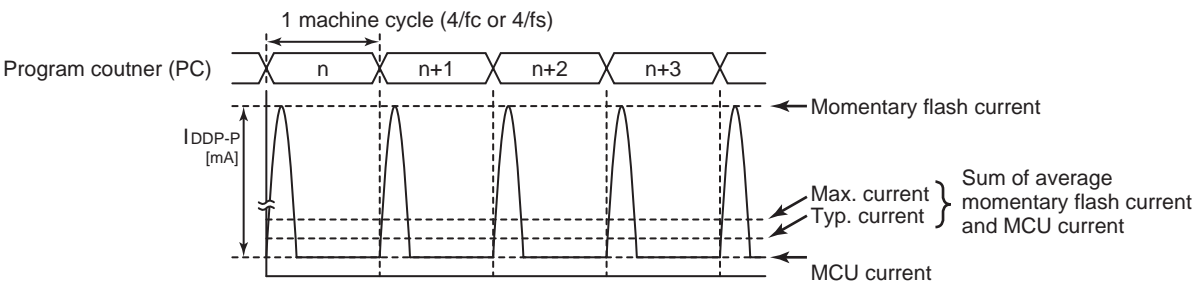 1 machine cycle (4/fc or 4/fs)
Program coutner (PC)
n
n+1
n+2
n+3
Momentary flash current
IDDP-P
[mA]
Max. current
Typ. current
Sum of average
momentary flash current
and MCU current
MCU current